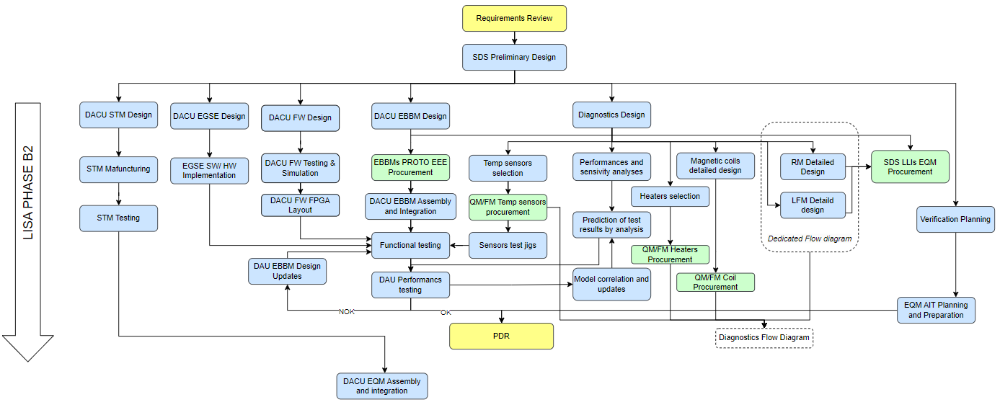 Requirements Review
SDS Preliminary Design
LISA PHASE B2
DACU STM Design
DACU EGSE Design
DACU FW Design
DACU EBBM Design
Diagnostics Design
STM Mafuncturing
EGSE SW/ HW
Implementation
DACU FW Testing &
Simulation
EBBMs PROTO EEE
Procurement
Temp sensors
selection
Performances and
sensivity analyses
Magnetic coils
detailed design
RM Detailed
Design
SDS LLIs EQM
Procurement
Heaters selection
STM Testing
DACU FW FPGA
Layout
DACU EBBM Assembly
and Integration
QM/FM Temp sensors
procurement
Prediction of test
results by analysis
LFM Detaild
design
Dedicated Flow diagram
Verification Planning
Functional testing
Sensors test jigs
QM/FM Heaters
Procurement
DAU EBBM Design
Updates
DAU Performancs
testing
Model correlation and
updates
QM/FM Coil
Procurement
NOK
OK
EQM AIT Planning
and Preparation
PDR
Diagnostics Flow Diagram
DACU EQM Assembly
and integration